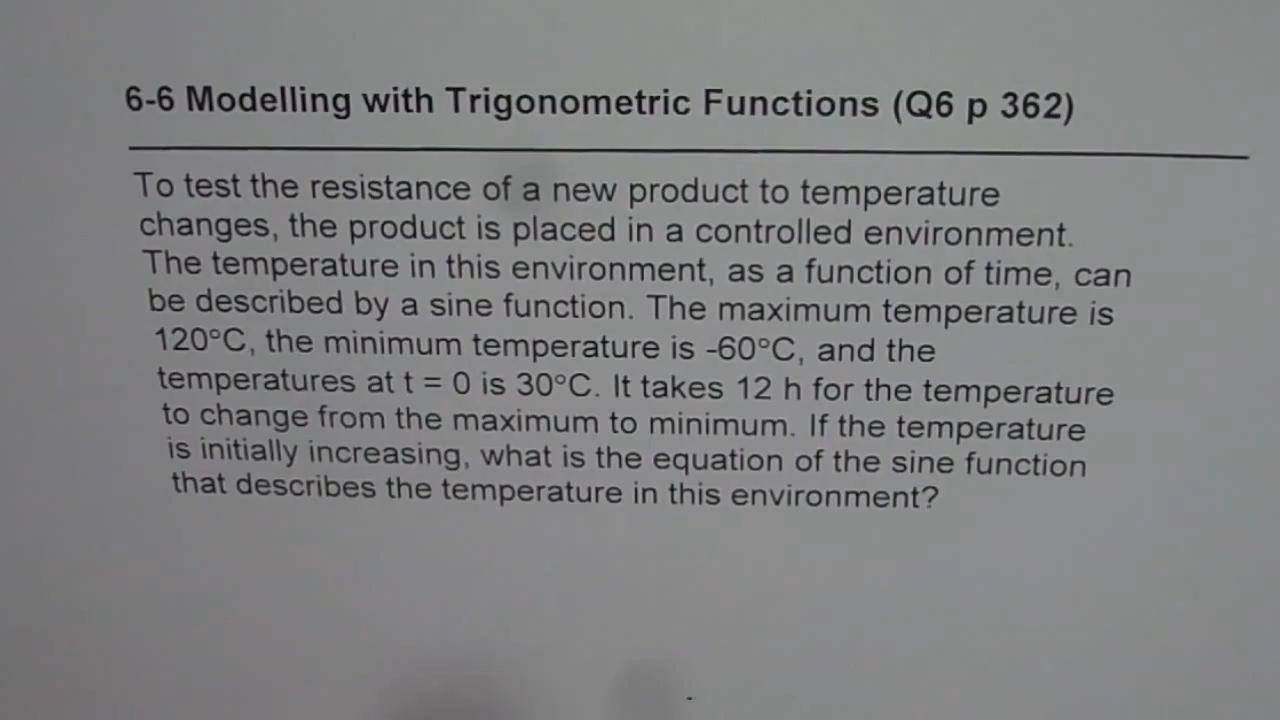 6-6 Modelling with Trigonometric Functions (Q6 p 362)
To test the resistance of a new product to temperature
changes, the product is placed in a controlled environment.
The temperature in this environment, as a function of time, can
be described by a sine function. The maximum temperature is
120°C, the minimum temperature is -60°C, and the
temperatures at t = 0 is 30°C. It takes 12 h for the temperature
to change from the maximum to minimum. If the temperature
is initially increasing, what is the equation of the sine function
that describes the temperature in this environment?